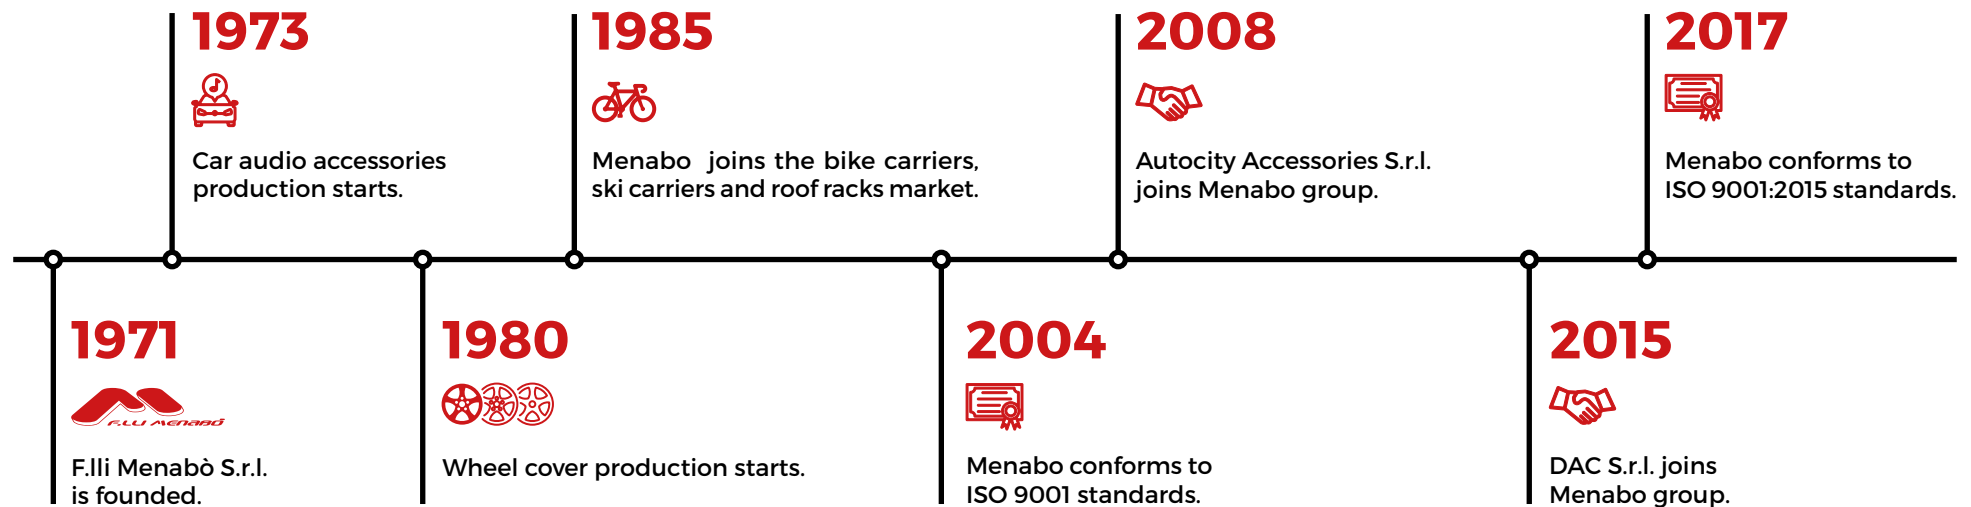 1973
Car audio accessories
production starts.
1985
Menabo joins the bike carriers,
ski carriers and roof racks market.
2008
Autocity Accessories S.r.l.
joins Menabo group.
2017
Menabo conforms to
ISO 9001:2015 standards.
1971
F.LLI MENABÒ
F.lli Menabò S.r.l.
is founded.
1980
Wheel cover production starts.
2004
Menabo conforms to
ISO 9001 standards.
2015
DAC S.r.l. joins
Menabo group.